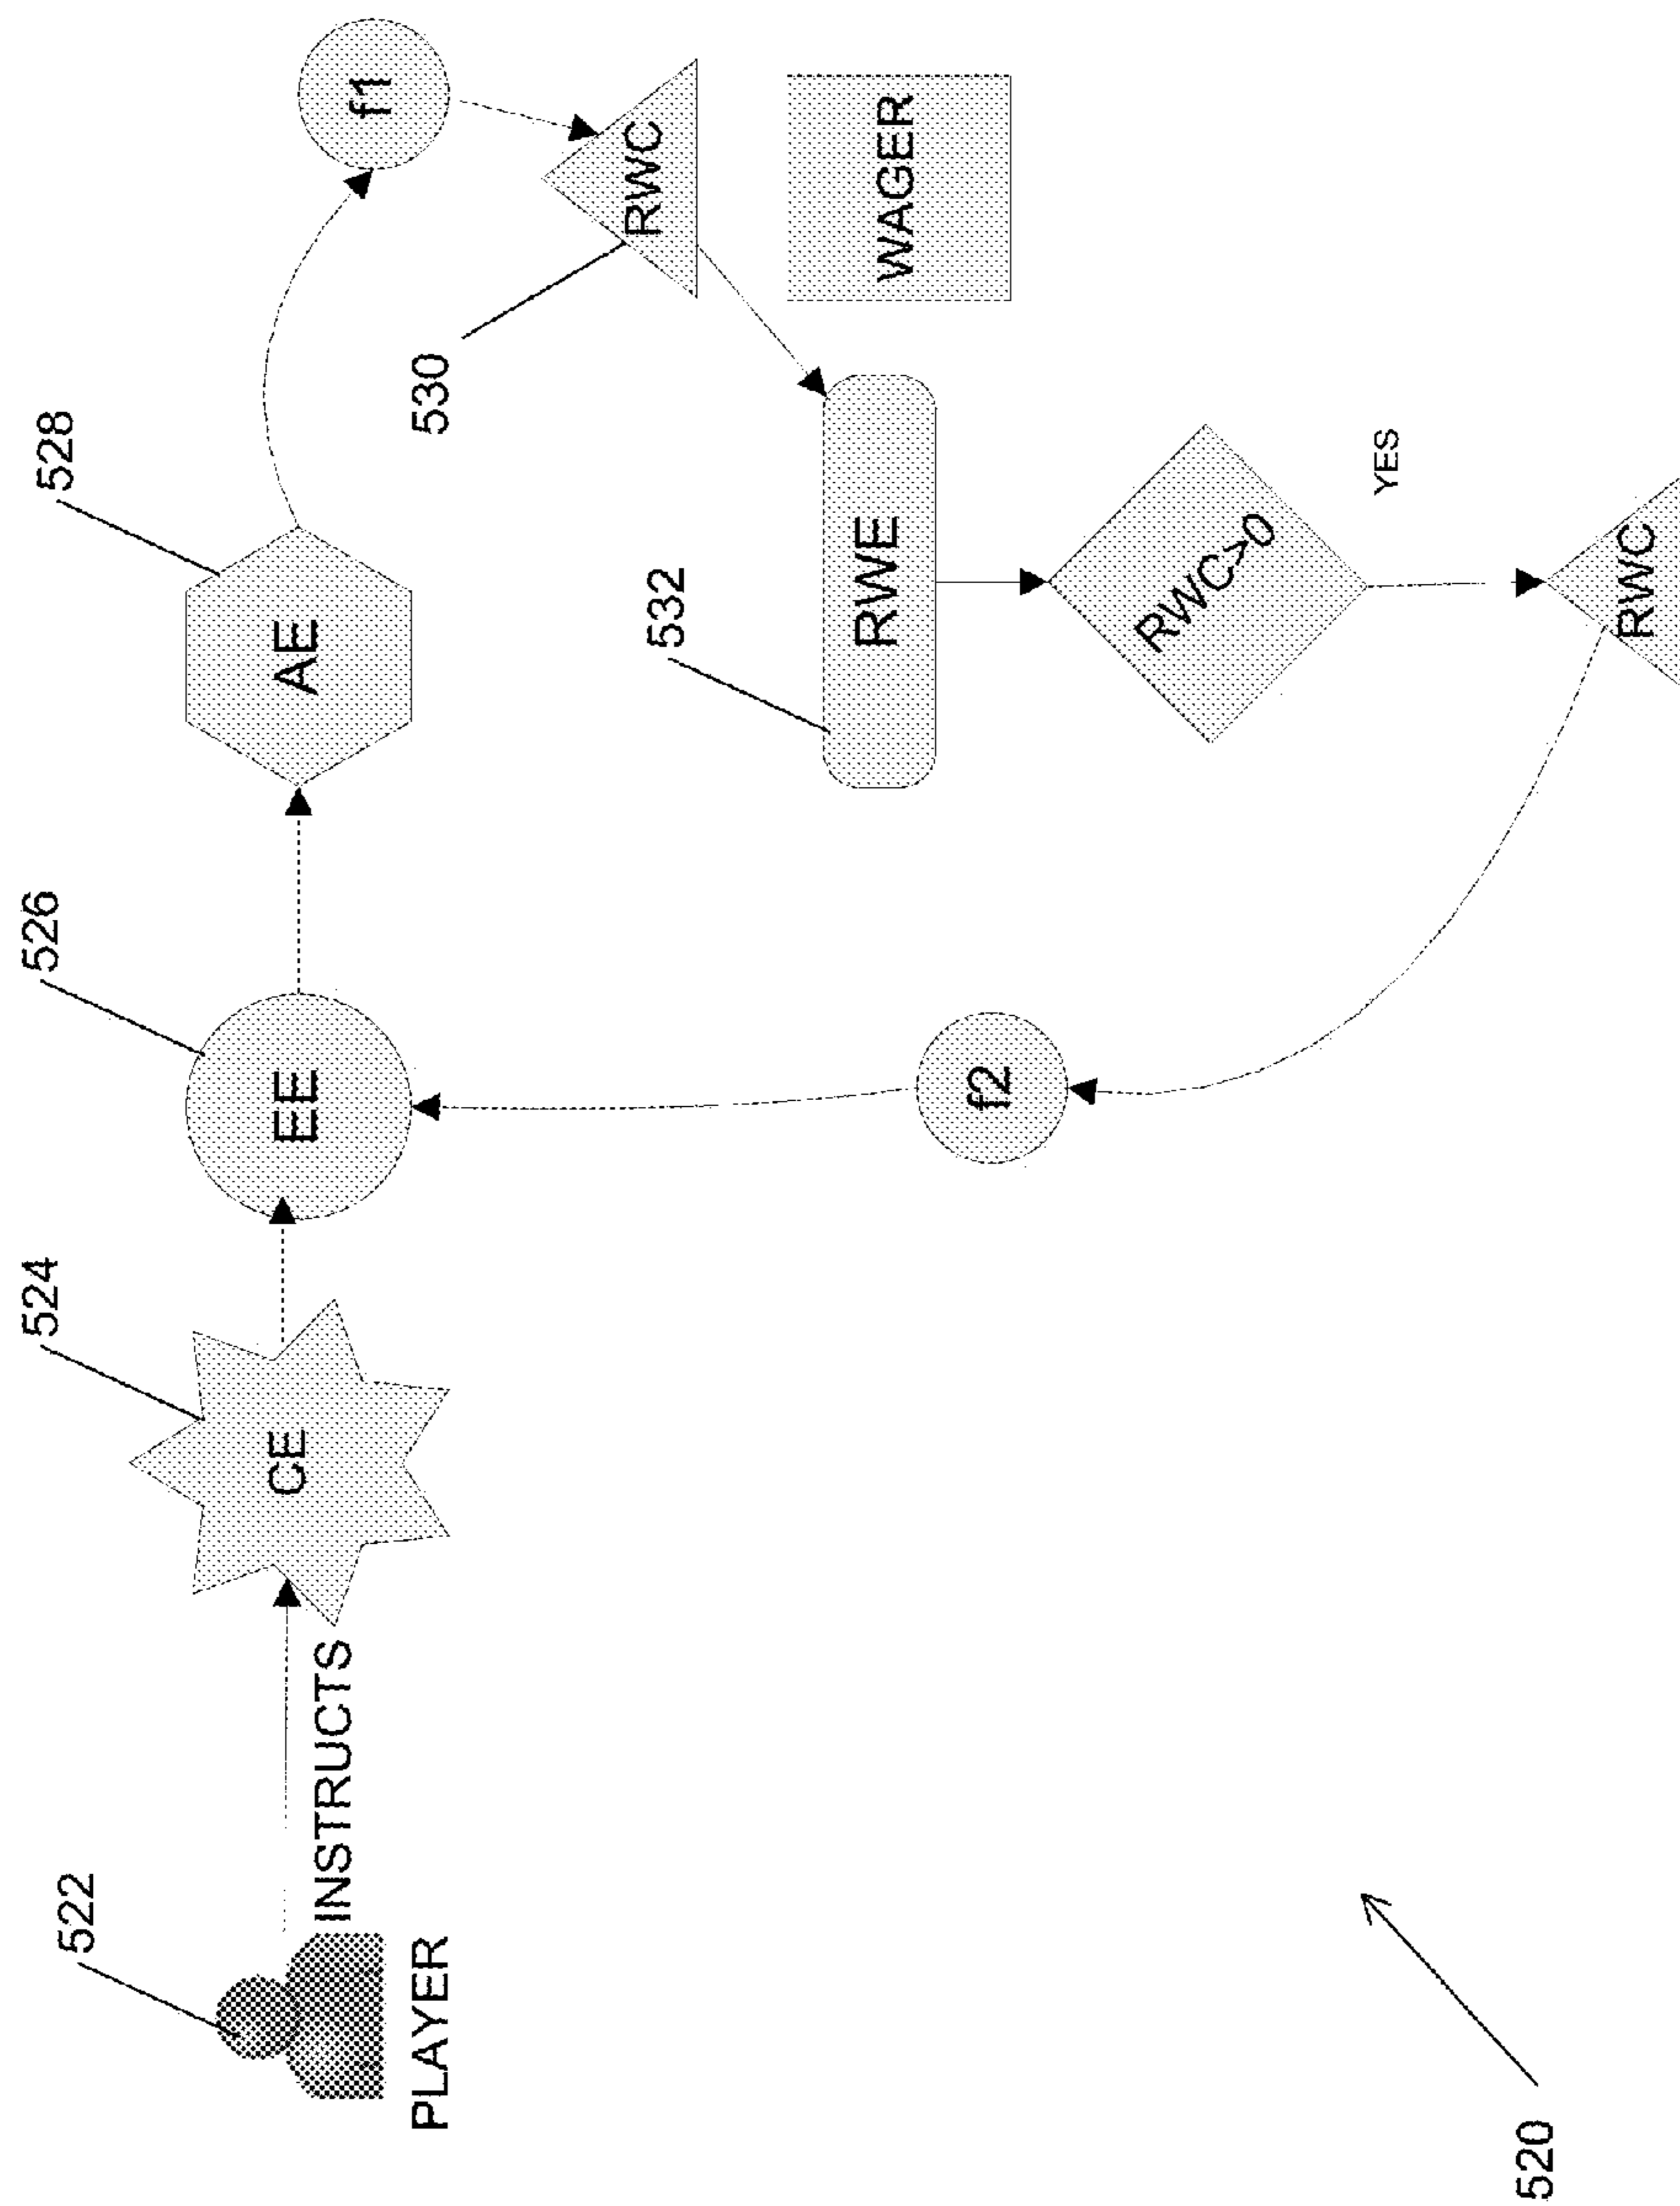 522
524
526
528
CE
EE
AE
f1
INSTRUCTS
PLAYER
530
RWC
532
RWE
WAGER
f2
RWC>0
YES
RWC
520